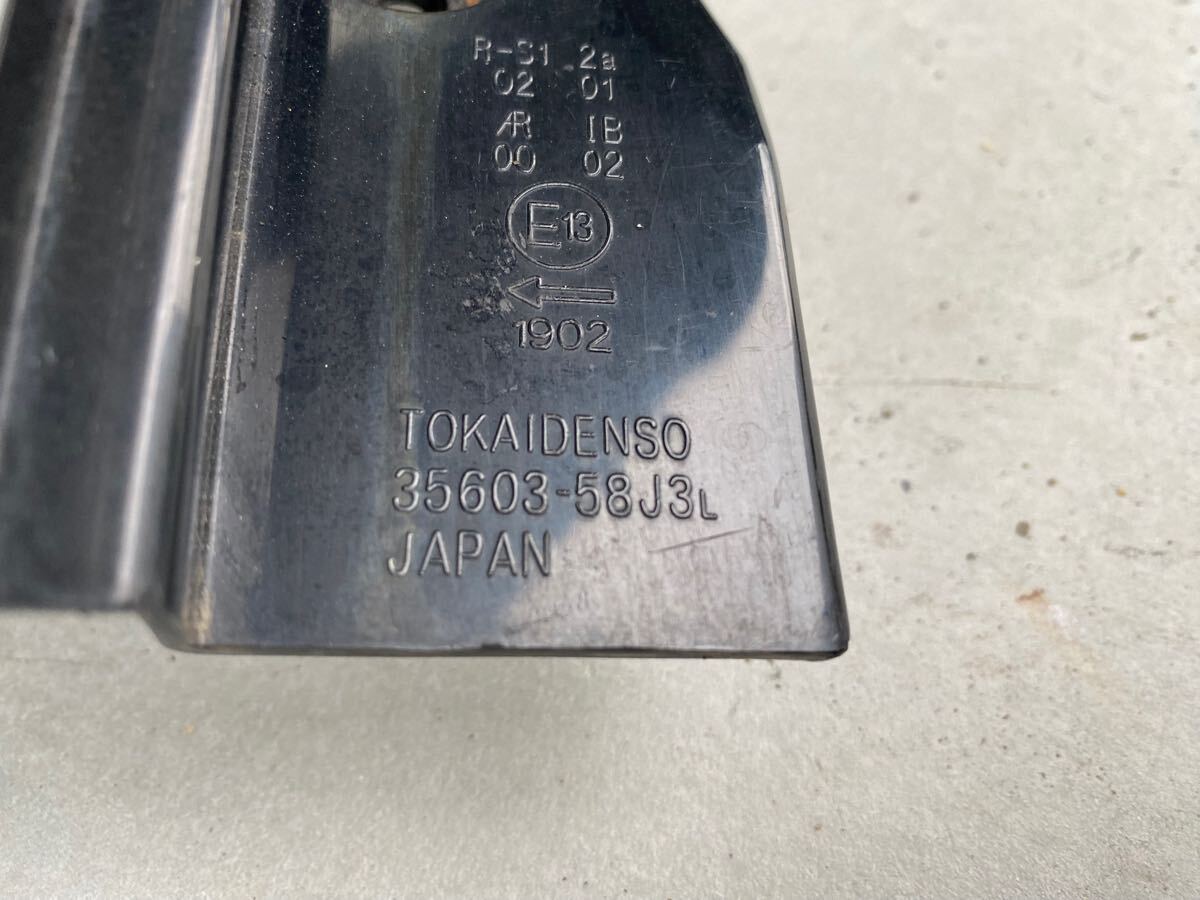 R-S1 2a
02 01
AR IB
00 02
E13
←
1902
TOKAIDENSO
35603-58J3L
JAPAN